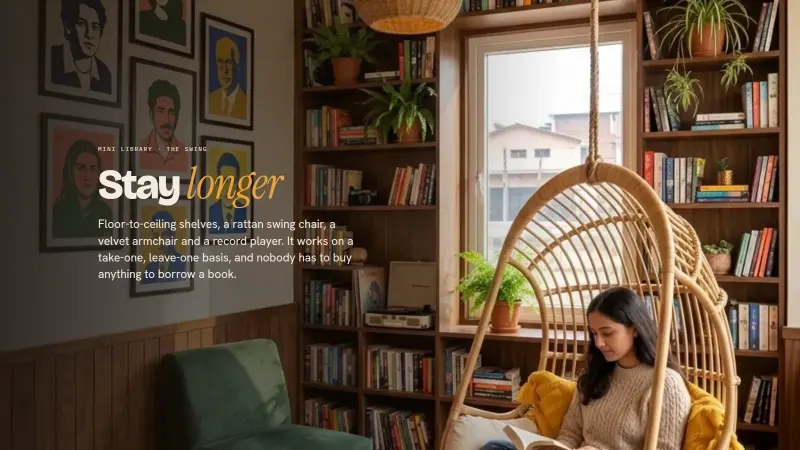 MINI LIBRARY · THE SWING
Stay longer
Floor-to-ceiling shelves, a rattan swing chair, a
velvet armchair and a record player. It works on a
take-one, leave-one basis, and nobody has to buy
anything to borrow a book.